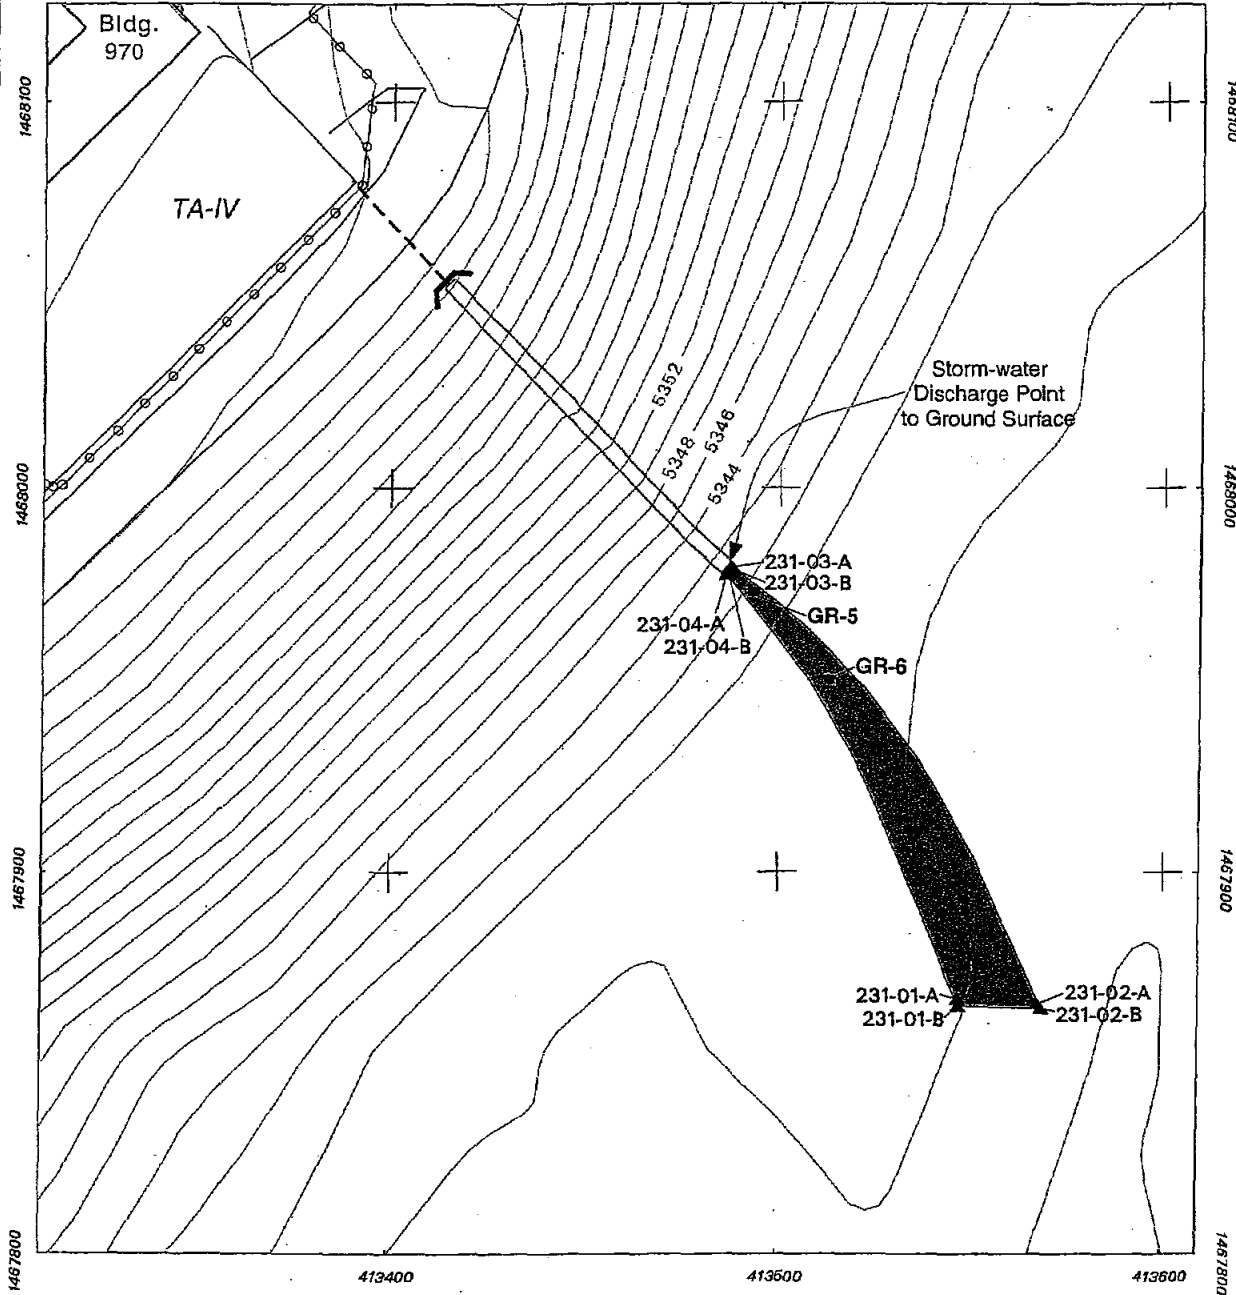 Bldg.
970
1468100
1468100
TA-IV
5352
5346
5348
5344
Storm-water
Discharge Point
to Ground Surface
1468000
1468000
231-03-A
231-03-B
231-04-A
231-04-B
GR-5
GR-6
1467900
1467900
231-01-A
231-01-B
231-02-A
231-02-B
1467800
1467800
413400
413500
413600